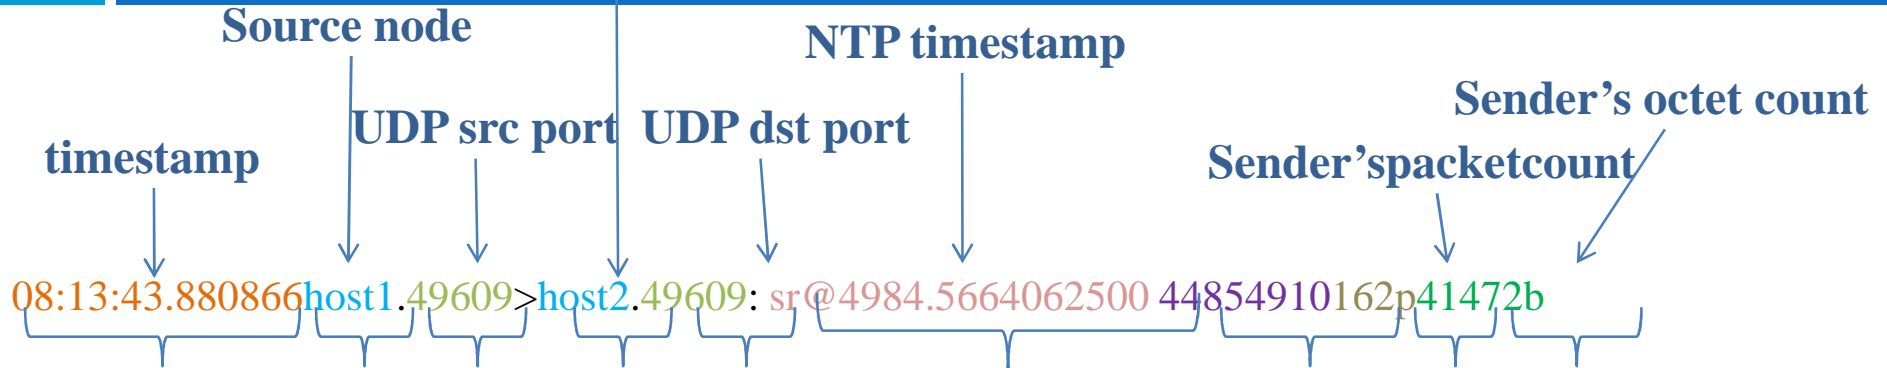 Source node
NTP timestamp
Sender’s octet count
UDP src port UDP dst port
timestamp
Sender’spacketcount
08:13:43.880866host1.49609>host2.49609: sr@4984.5664062500 44854910162p41472b